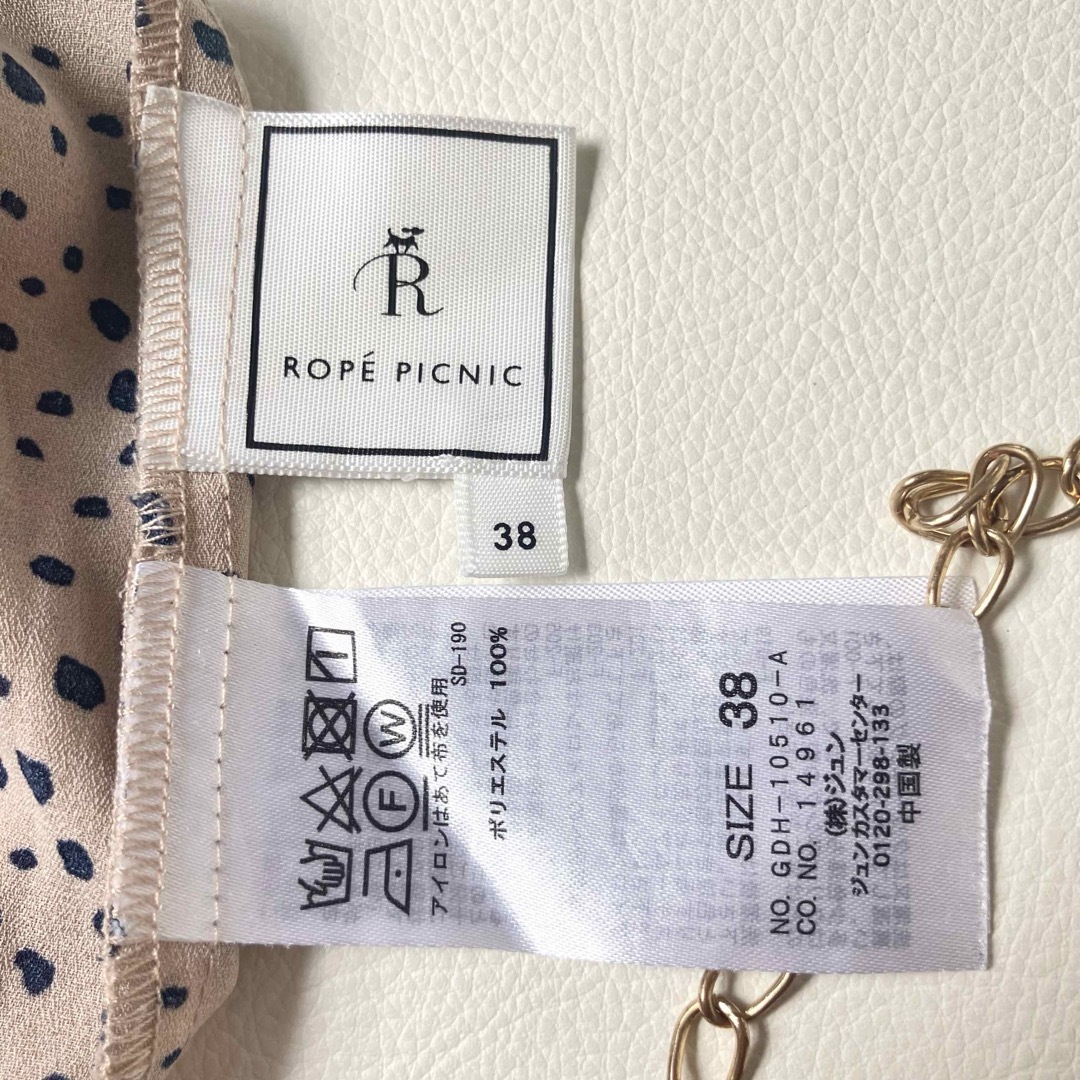 R
ROPÉ PICNIC
38
アイロンはあて布を使用
SD-190
ポリエステル 100%
SIZE 38
NO. GDH-10510-A
CO. NO. 14961
(株)ジュン
ジュンカスタマーセンター
0120-298-133
中国製
W
F